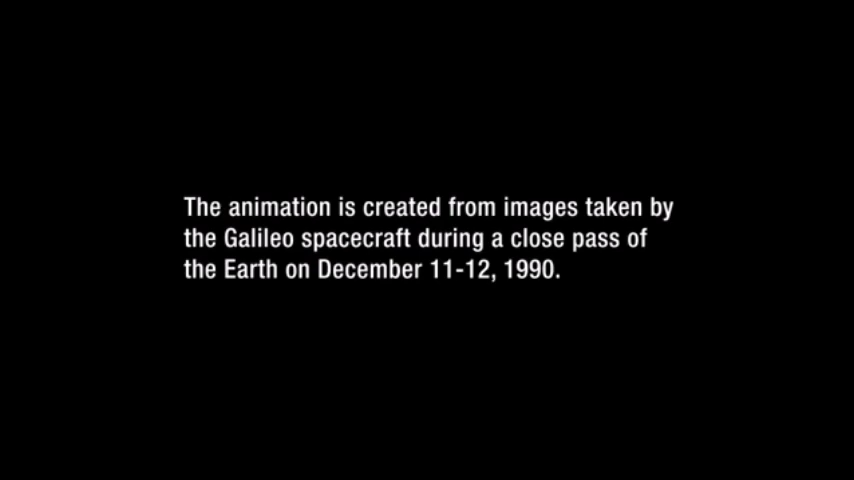 The animation is created from images taken by
the Galileo spacecraft during a close pass of
the Earth on December 11-12, 1990.